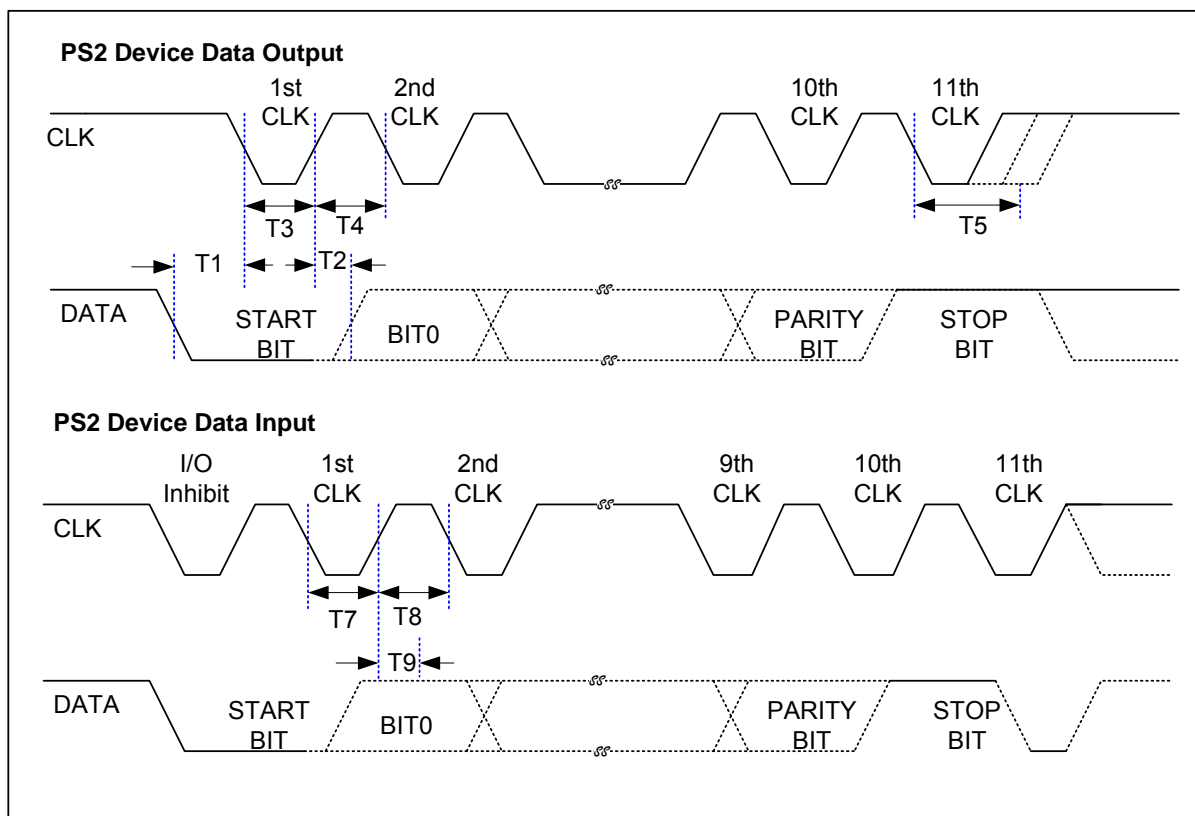 PS2 Device Data Output
1st
CLK
2nd
CLK
10th
CLK
11th
CLK
CLK
T3
T4
T5
T1
T2
DATA
START
BIT
BIT0
PARITY
BIT
STOP
BIT
PS2 Device Data Input
I/O
Inhibit
1st
CLK
2nd
CLK
9th
CLK
10th
CLK
11th
CLK
CLK
T7
T8
T9
DATA
START
BIT
BIT0
PARITY
BIT
STOP
BIT